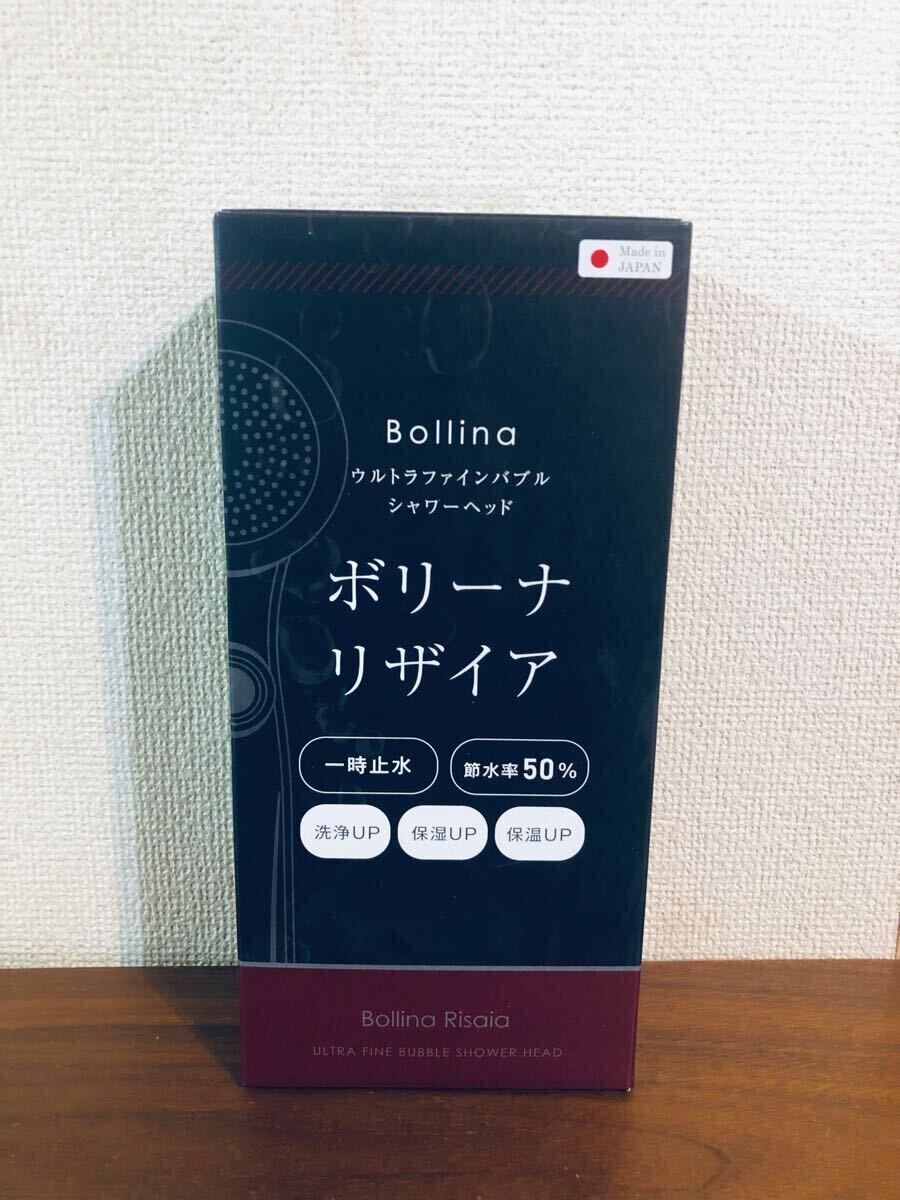 Made in
JAPAN
Bollina
ウルトラファインバブル
シャワーヘッド
ボリーナ
リザイア
一時止水
節水率50%
洗浄UP
保湿UP
保温UP
Bollina Risaia
ULTRA FINE BUBBLE SHOWER HEAD